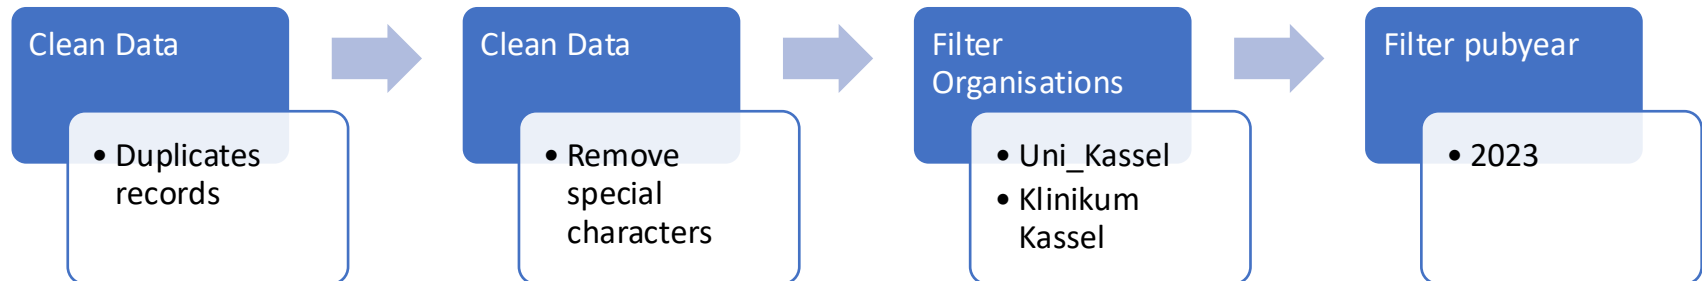 Clean Data
• Duplicates
records
Clean Data
• Remove
special
characters
Filter
Organisations
• Uni_Kassel
• Klinikum
Kassel
Filter pubyear
• 2023